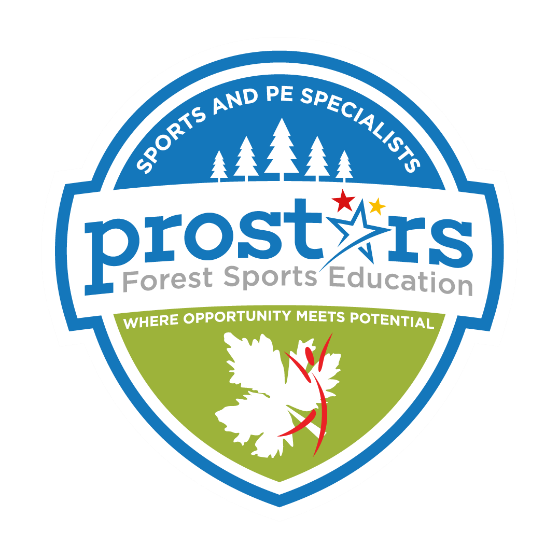 SPORTS AND PE SPECIALISTS
prostars
Forest Sports Education
WHERE OPPORTUNITY MEETS POTENTIAL